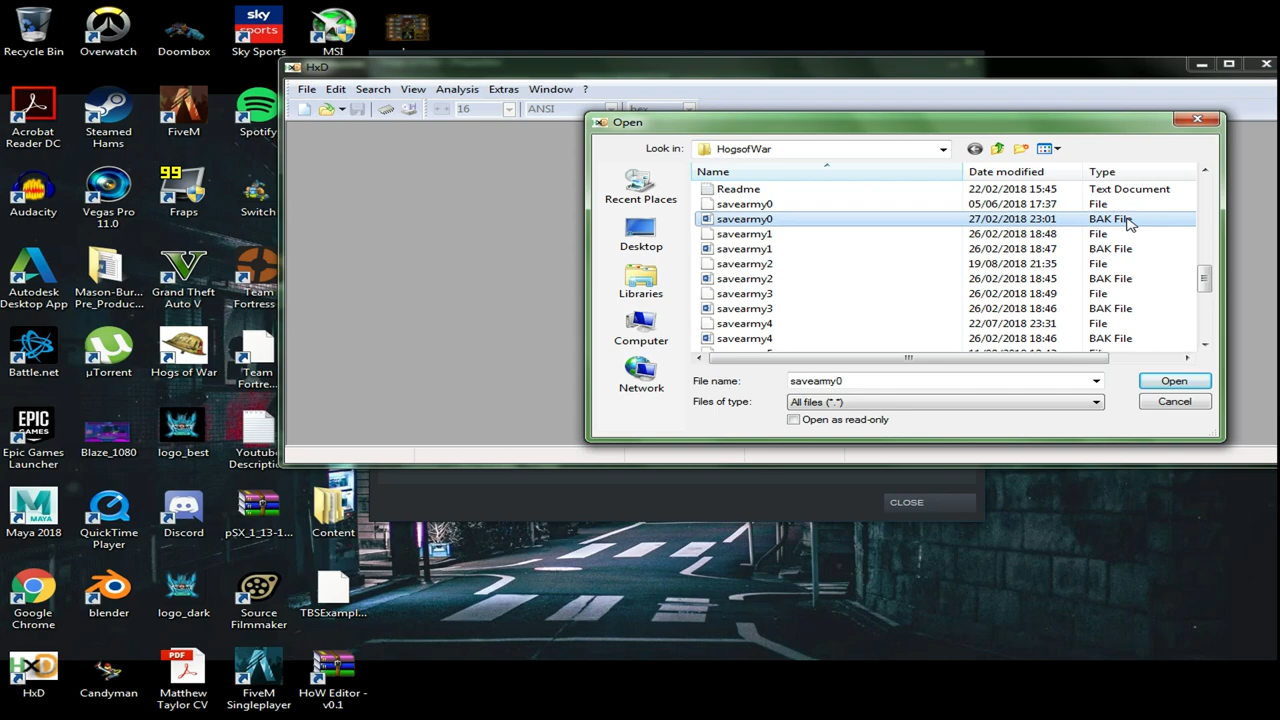 sky
sports
Recycle Bin
Overwatch
Doombox
Sky Sports
MSI
HxD
File Edit Search View Analysis Extras Window ?
16 ANSI hex
Acrobat
Reader DC
Steamed
Hams
FiveM
Spotify
Open
Look in: HogsofWar
Name Date modified Type
Recent Places
Desktop
Libraries
Computer
Network
Readme 22/02/2018 15:45 Text Document
savearmy0 05/06/2018 17:37 File
savearmy0 27/02/2018 23:01 BAK File
savearmy1 26/02/2018 18:48 File
savearmy1 26/02/2018 18:47 BAK File
savearmy2 19/08/2018 21:35 File
savearmy2 26/02/2018 18:45 BAK File
savearmy3 26/02/2018 18:49 File
savearmy3 26/02/2018 18:46 BAK File
savearmy4 22/07/2018 23:31 File
savearmy4 26/02/2018 18:46 BAK File
File name: savearmy0 Open
Files of type: All files (*.*) Cancel
Open as read-only
99
Audacity
Vegas Pro
11.0
Fraps
Switch
Autodesk
Desktop App
Mason-Bur...
Pre_Produc...
Grand Theft
Auto V
Team
Fortress
Battle.net
µTorrent
Hogs of War
Team
Fortre...
EPIC
GAMES
Epic Games
Launcher
Blaze_1080
logo_best
Youtube
Descripti...
CLOSE
Maya 2018
QuickTime
Player
Discord
pSX_1_13-1...
Content
Google
Chrome
blender
logo_dark
Source
Filmmaker
TBSExampl...
HxD
Candyman
PDF
Matthew
Taylor CV
FiveM
Singleplayer
HoW Editor -
v0.1